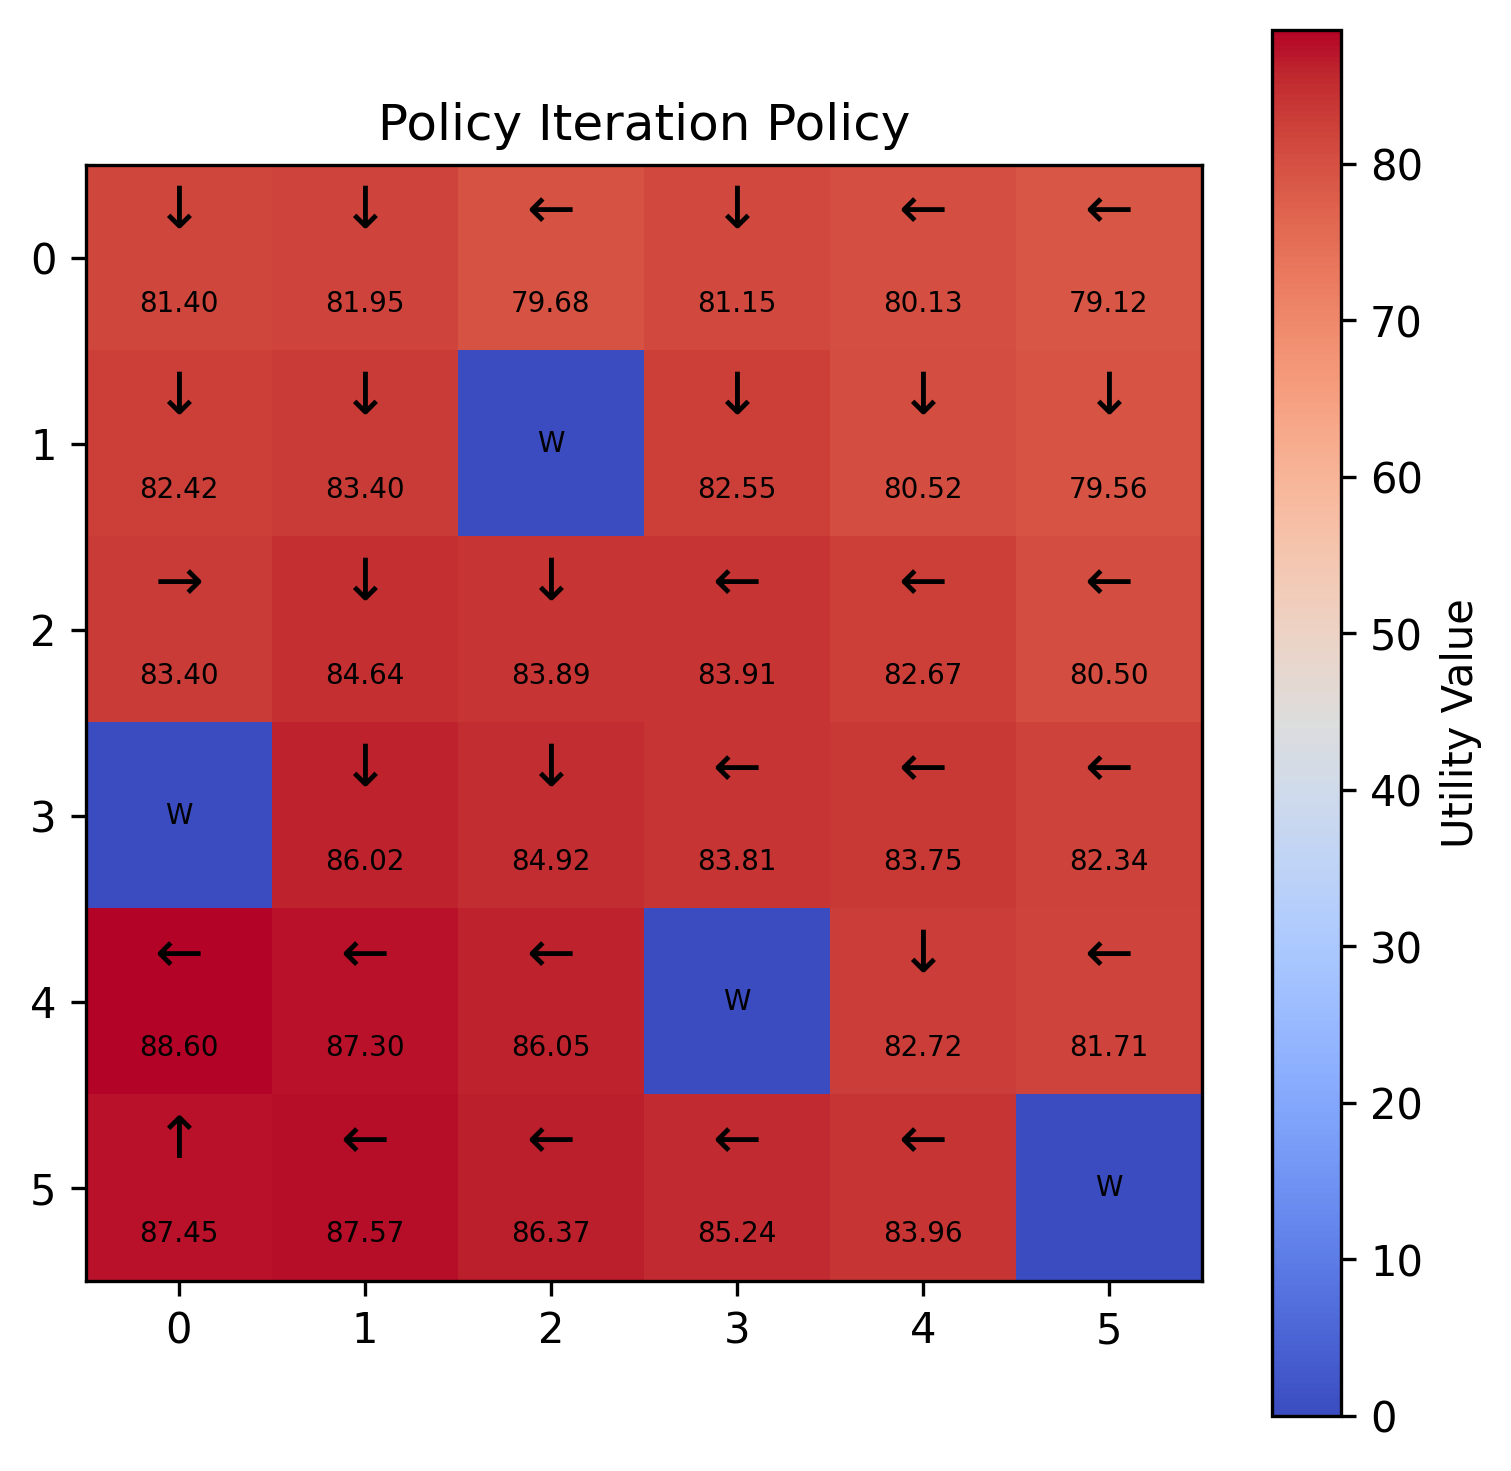 Policy Iteration Policy
↓ ↓ ← ↓ ← ←
0
81.40 81.95 79.68 81.15 80.13 79.12
↓ ↓ ↓ ↓ ↓
1 W
82.42 83.40 82.55 80.52 79.56
→ ↓ ↓ ← ← ←
2
83.40 84.64 83.89 83.91 82.67 80.50
↓ ↓ ← ← ←
3 W
86.02 84.92 83.81 83.75 82.34
← ← ← ↓ ←
4 W
88.60 87.30 86.05 82.72 81.71
↑ ← ← ← ←
5 W
87.45 87.57 86.37 85.24 83.96
0 1 2 3 4 5
80
70
60
50
40
30
20
10
0
Utility Value